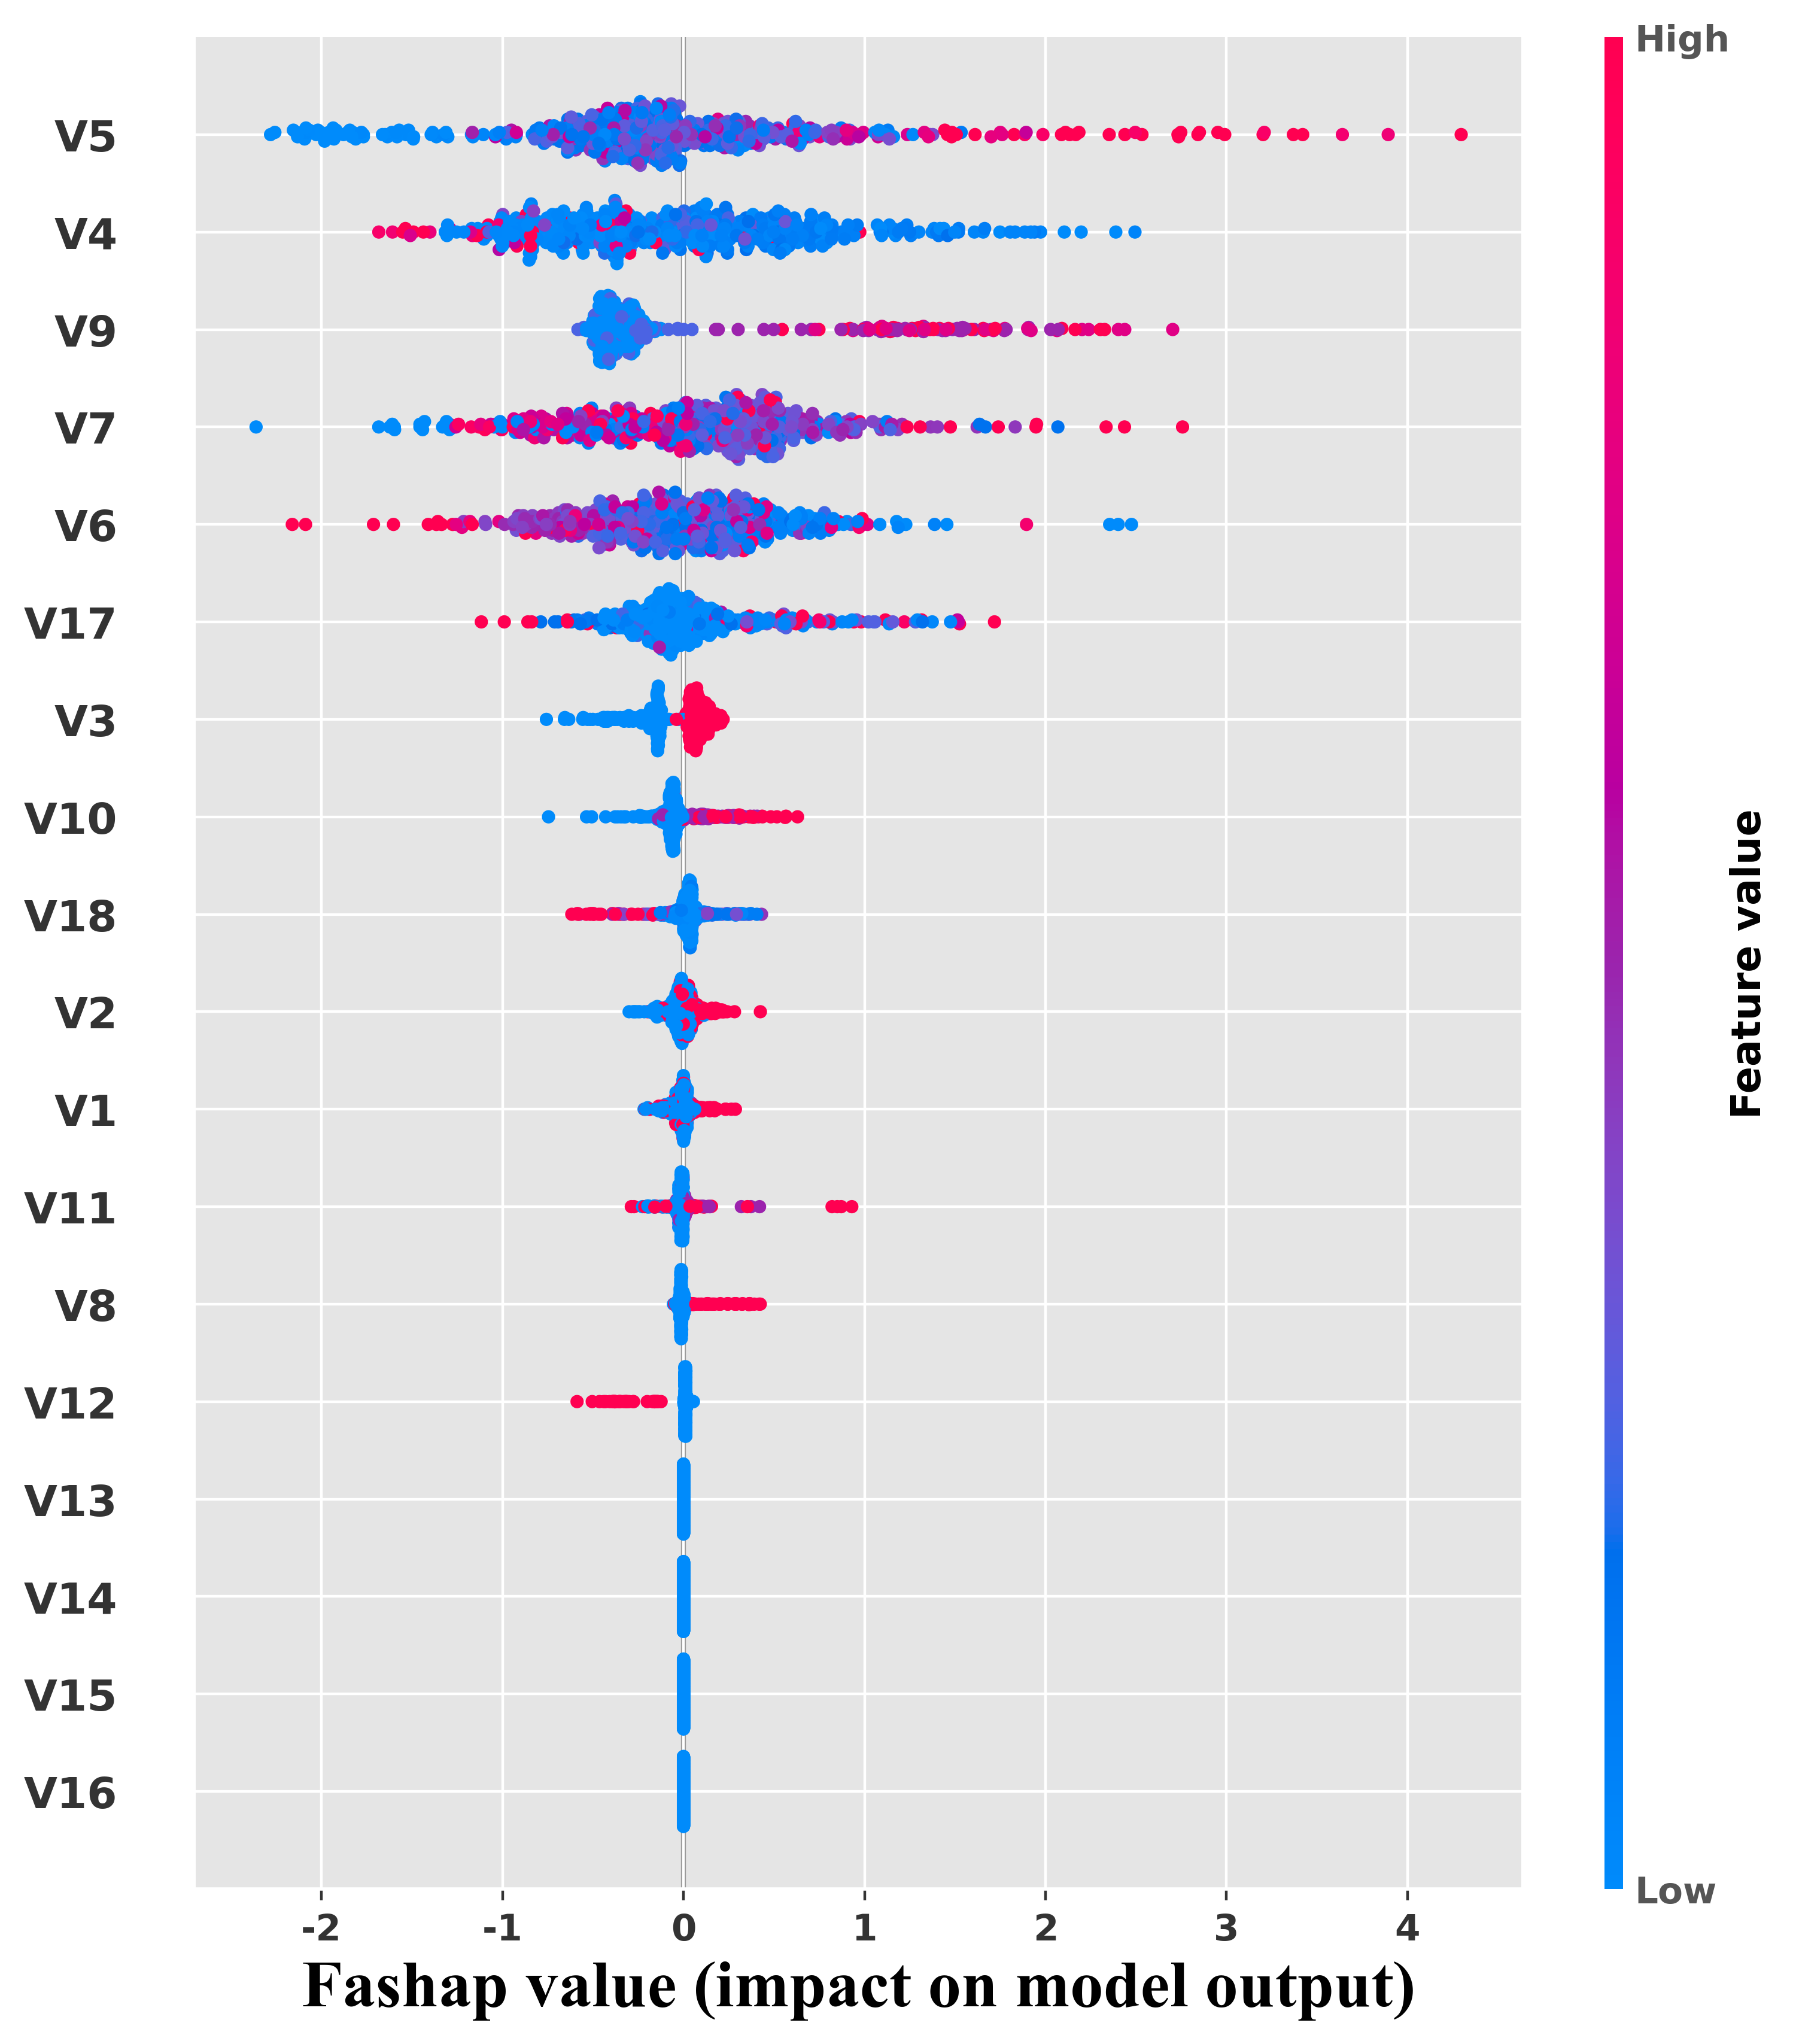 High
V5
V4
V9
V7
V6
V17
V3
V10
V18
V2
V1
V11
V8
V12
V13
V14
V15
V16
Feature value
Low
-2 -1 0 1 2 3 4
Fashap value (impact on model output)